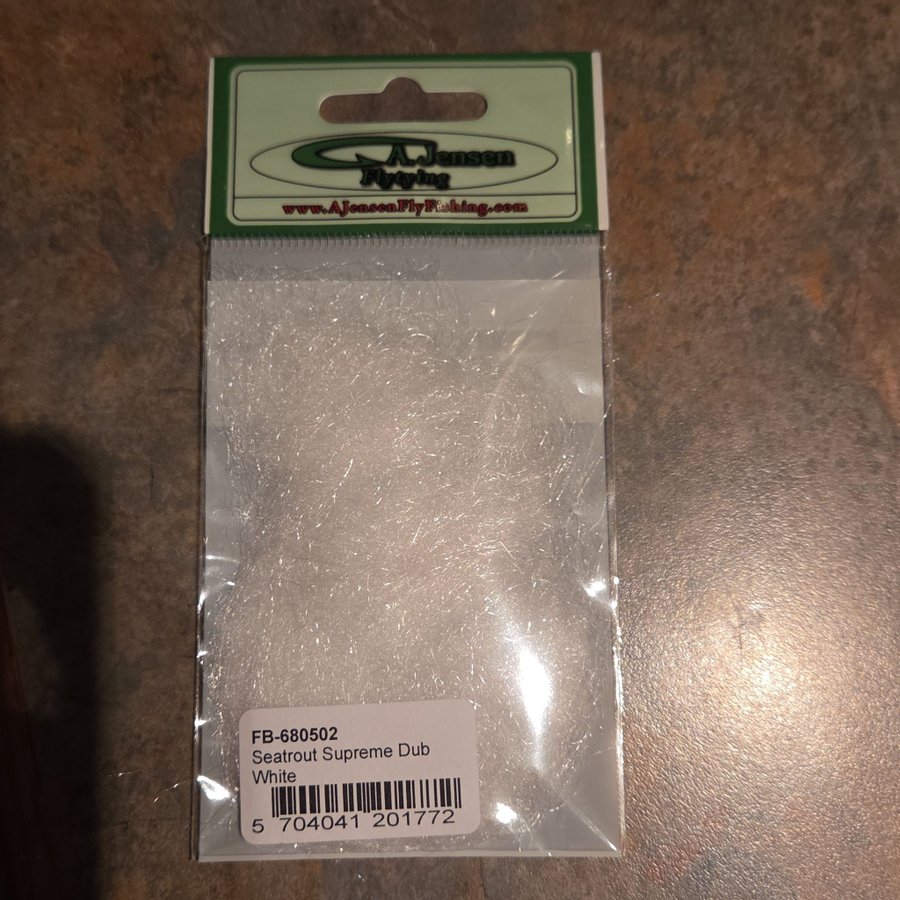 A. Jensen
Flytying
www.AJensenFlyFishing.com
FB-680502
Seatrout Supreme Dub
White
5 704041 201772